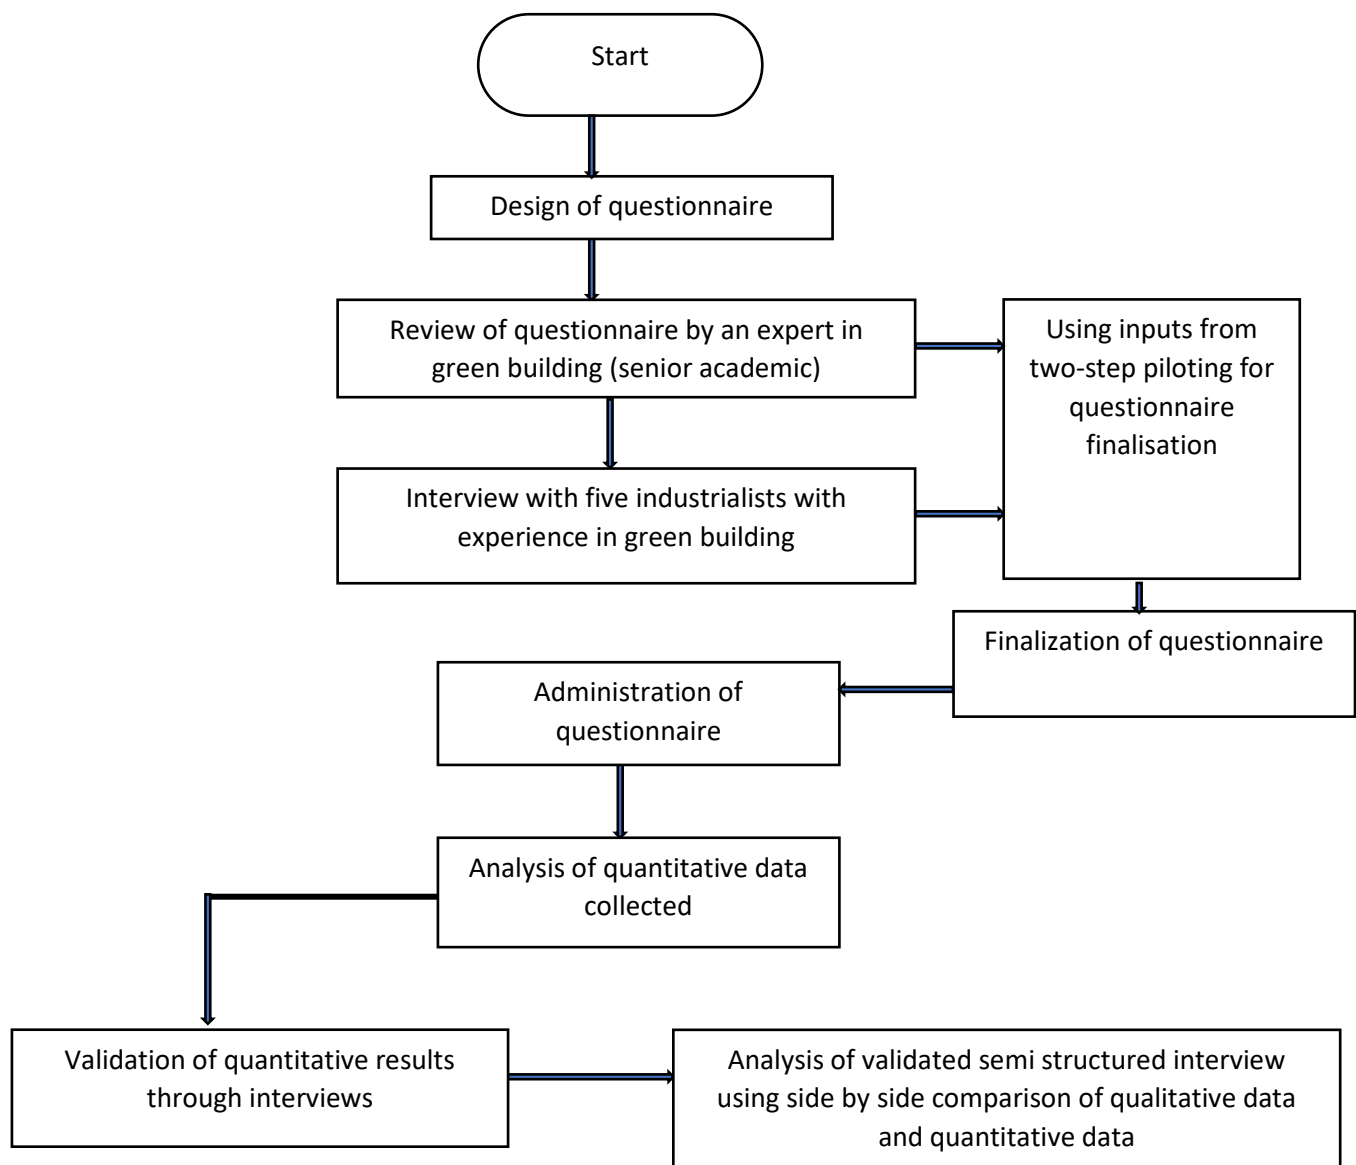 Start
Design of questionnaire
Review of questionnaire by an expert in
green building (senior academic)
Using inputs from
two-step piloting for
questionnaire
finalisation
Interview with five industrialists with
experience in green building
Finalization of questionnaire
Administration of
questionnaire
Analysis of quantitative data
collected
Validation of quantitative results
through interviews
Analysis of validated semi structured interview
using side by side comparison of qualitative data
and quantitative data